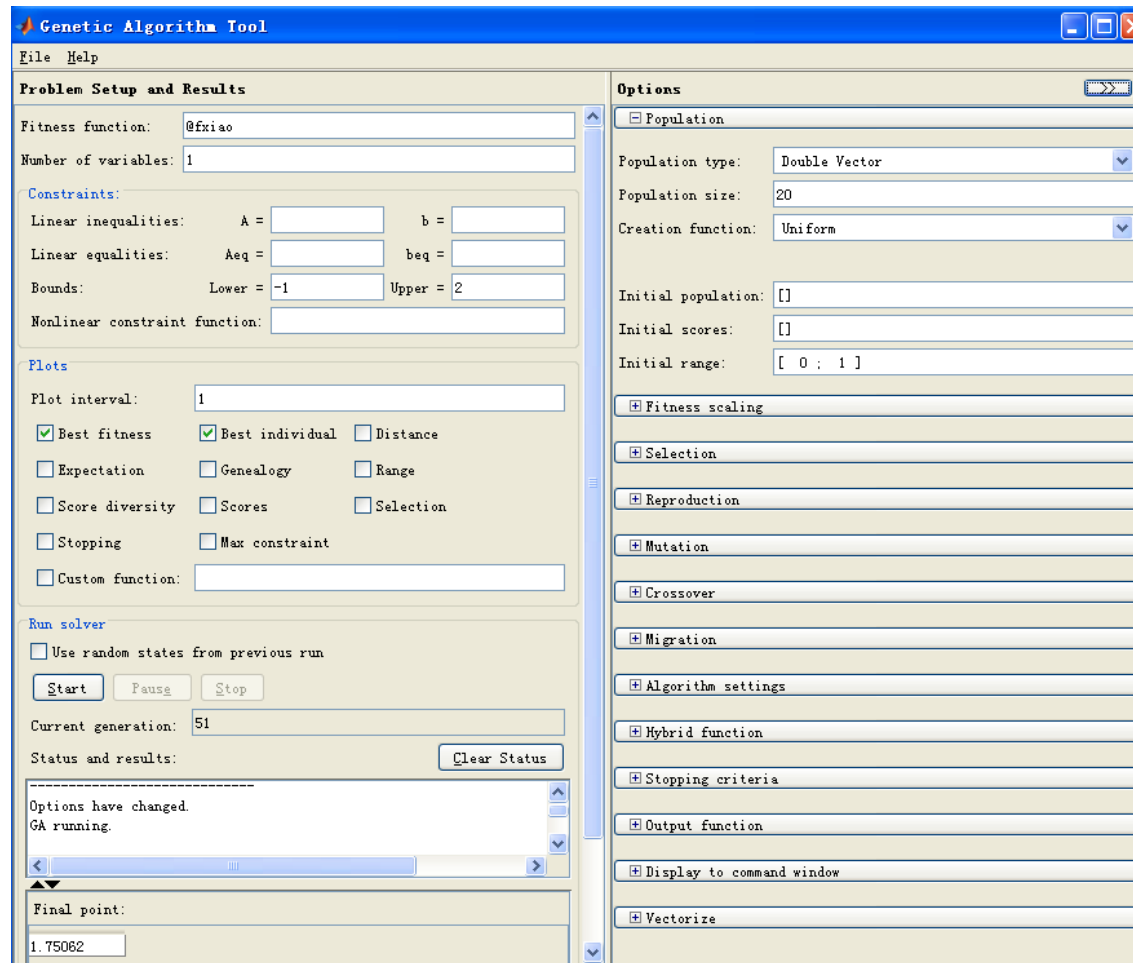 Genetic Algorithm Tool
File Help
Problem Setup and Results
Fitness function: @fxiao
Number of variables: 1
Constraints:
Linear inequalities: A = b =
Linear equalities: Aeq = beq =
Bounds: Lower = -1 Upper = 2
Nonlinear constraint function:
Plots
Plot interval: 1
Best fitness Best individual Distance
Expectation Genealogy Range
Score diversity Scores Selection
Stopping Max constraint
Custom function:
Run solver
Use random states from previous run
Start Pause Stop
Current generation: 51
Status and results: Clear Status
------------------------------
Options have changed.
GA running.
Final point:
1.75062
Options >>
Population
Population type: Double Vector
Population size: 20
Creation function: Uniform
Initial population: []
Initial scores: []
Initial range: [ 0 ; 1 ]
Fitness scaling
Selection
Reproduction
Mutation
Crossover
Migration
Algorithm settings
Hybrid function
Stopping criteria
Output function
Display to command window
Vectorize